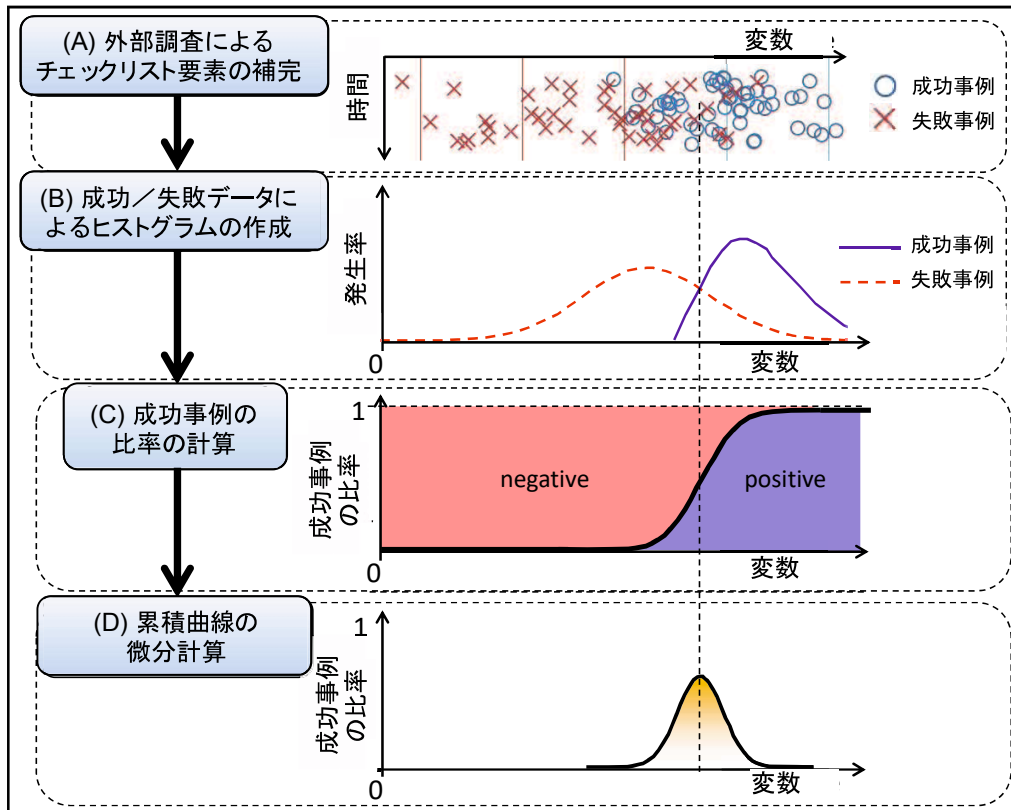 (A) 外部調査による
チェックリスト要素の補完
変数
時間
成功事例
失敗事例
(B) 成功／失敗データに
よるヒストグラムの作成
発生率
成功事例
失敗事例
0
変数
(C) 成功事例の
比率の計算
1
成功事例
の比率
negative
positive
0
変数
(D) 累積曲線の
微分計算
1
成功事例
の比率
0
変数